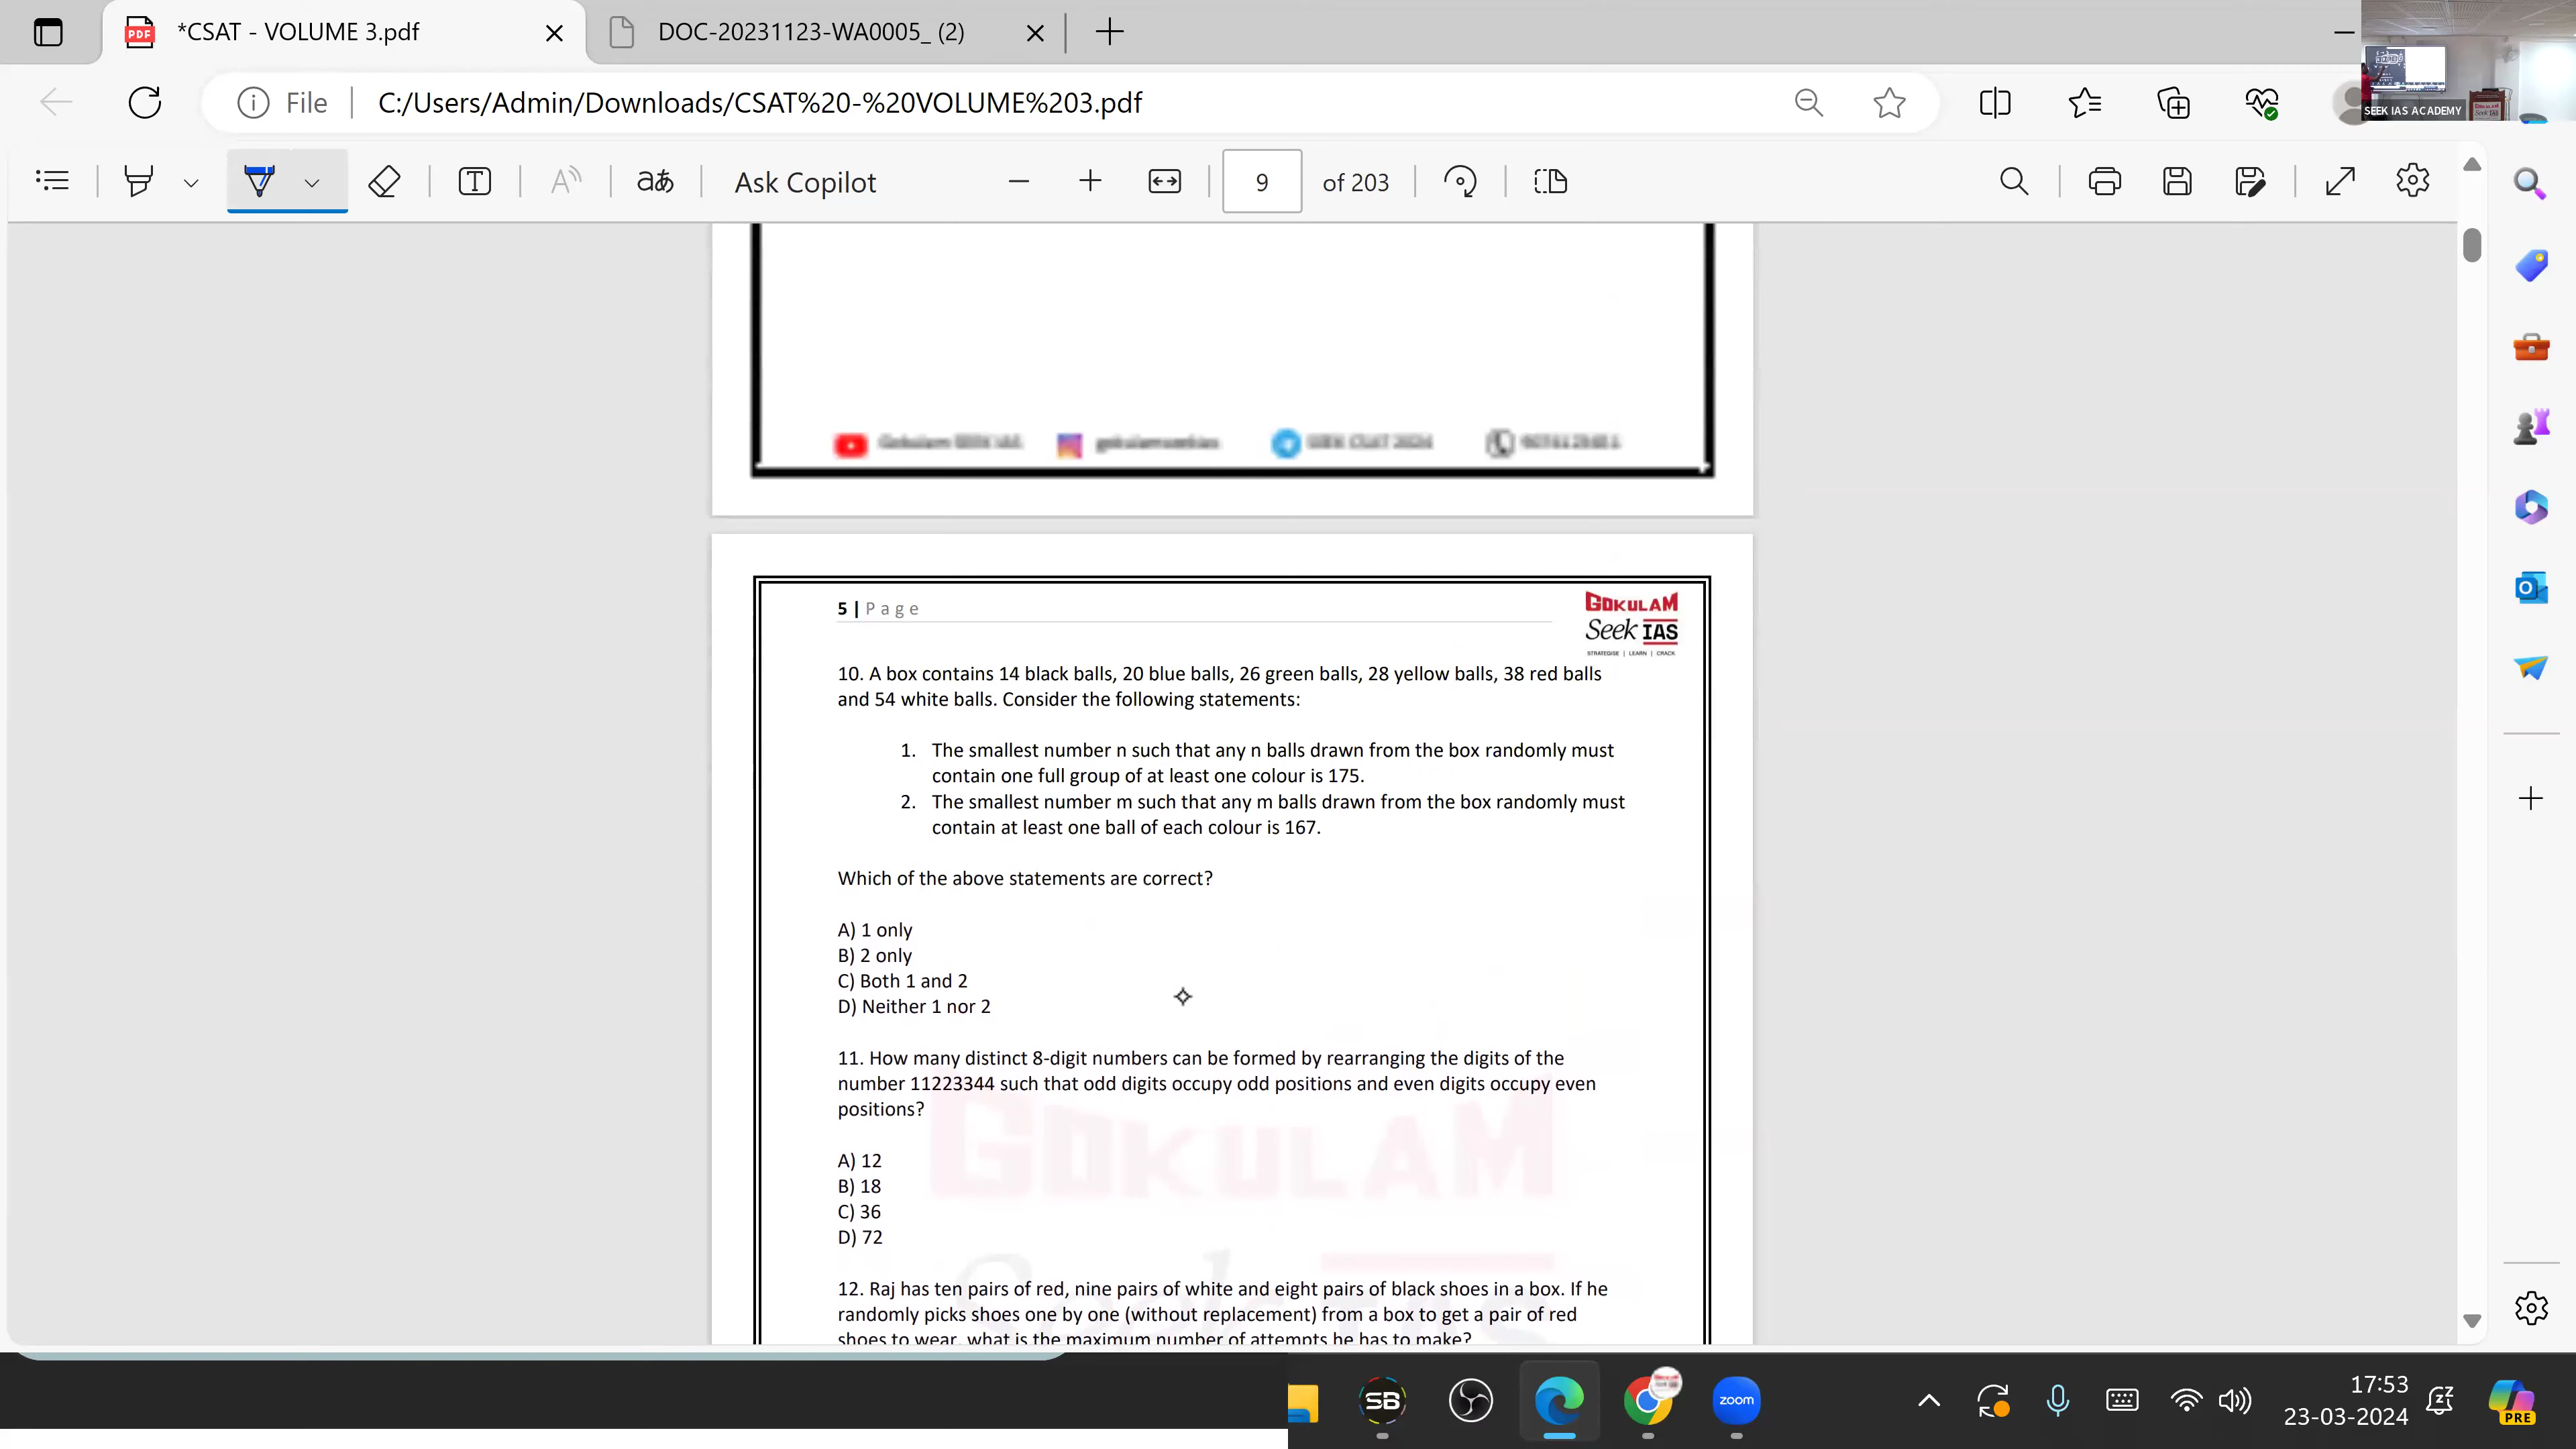 *CSAT - VOLUME 3.pdf
DOC-20231123-WA0005_ (2)
File
C:/Users/Admin/Downloads/CSAT%20-%20VOLUME%203.pdf
SEEK IAS ACADEMY
Ask Copilot
9
of 203
5 | Page
GOKULAM
Seek IAS
STRATEGISE | LEARN | CRACK
10. A box contains 14 black balls, 20 blue balls, 26 green balls, 28 yellow balls, 38 red balls
and 54 white balls. Consider the following statements:
1. The smallest number n such that any n balls drawn from the box randomly must
contain one full group of at least one colour is 175.
2. The smallest number m such that any m balls drawn from the box randomly must
contain at least one ball of each colour is 167.
Which of the above statements are correct?
A) 1 only
B) 2 only
C) Both 1 and 2
D) Neither 1 nor 2
11. How many distinct 8-digit numbers can be formed by rearranging the digits of the
number 11223344 such that odd digits occupy odd positions and even digits occupy even
positions?
GOKULAM
A) 12
B) 18
C) 36
D) 72
12. Raj has ten pairs of red, nine pairs of white and eight pairs of black shoes in a box. If he
randomly picks shoes one by one (without replacement) from a box to get a pair of red
shoes to wear, what is the maximum number of attempts he has to make?
SB
zoom
17:53
23-03-2024
PRE